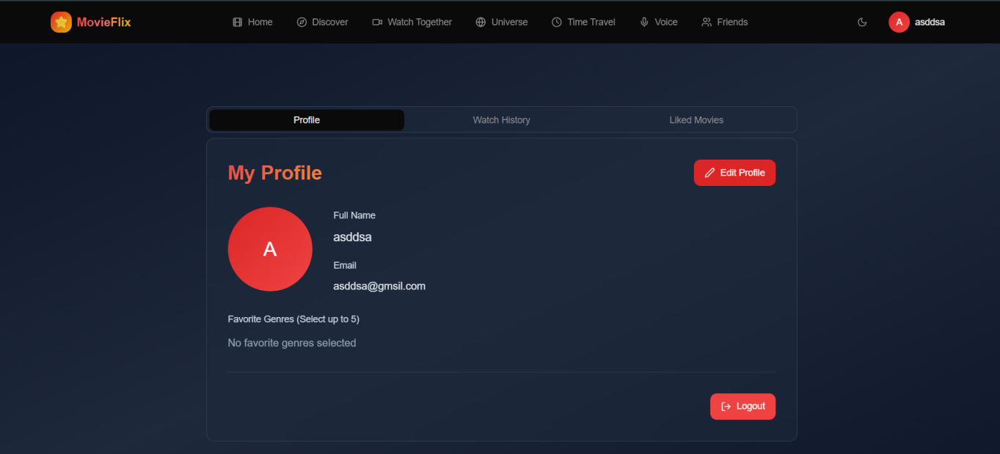 MovieFlix Home Discover Watch Together Universe Time Travel Voice Friends A asddsa
Profile Watch History Liked Movies
My Profile Edit Profile
Full Name
A
asddsa
Email
asddsa@gmsil.com
Favorite Genres (Select up to 5)
No favorite genres selected
Logout